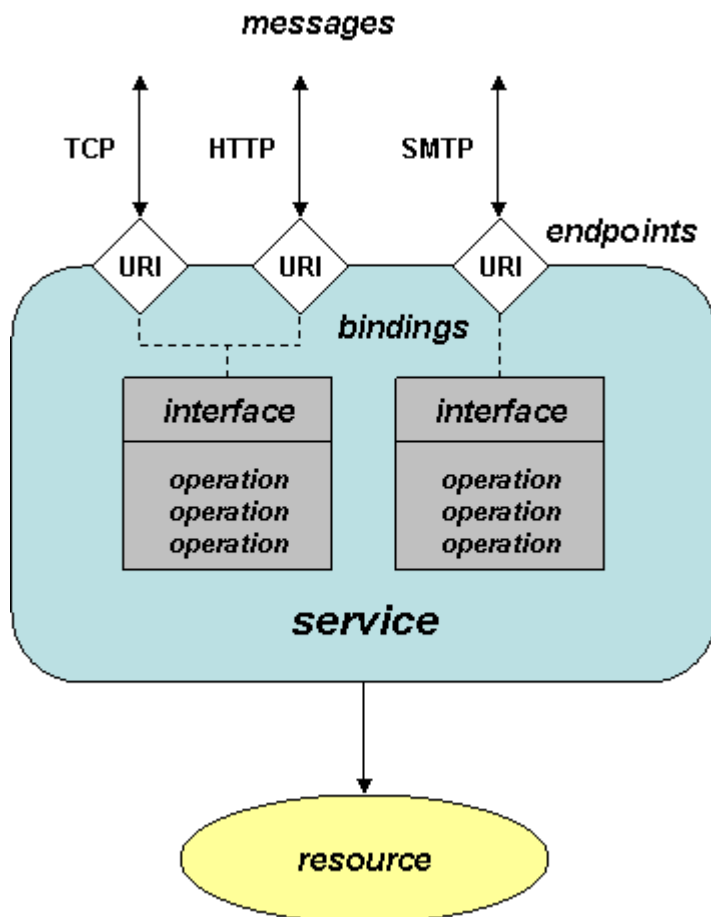 messages
TCP HTTP SMTP
endpoints
URI URI URI
bindings
interface interface
operation operation
operation operation
operation operation
service
resource